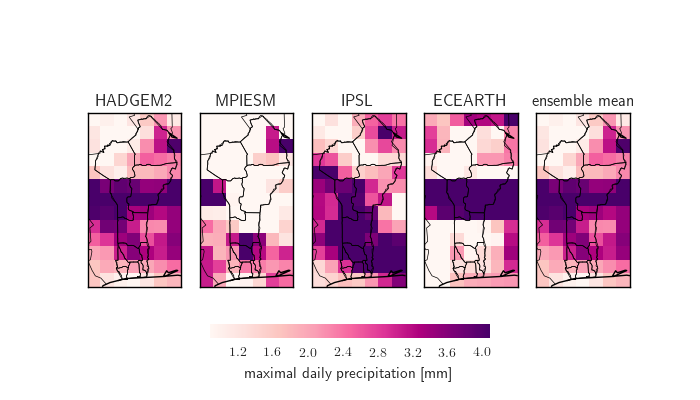 HADGEM2 MPIESM IPSL ECEARTH ensemble mean
1.2 1.6 2.0 2.4 2.8 3.2 3.6 4.0
maximal daily precipitation [mm]